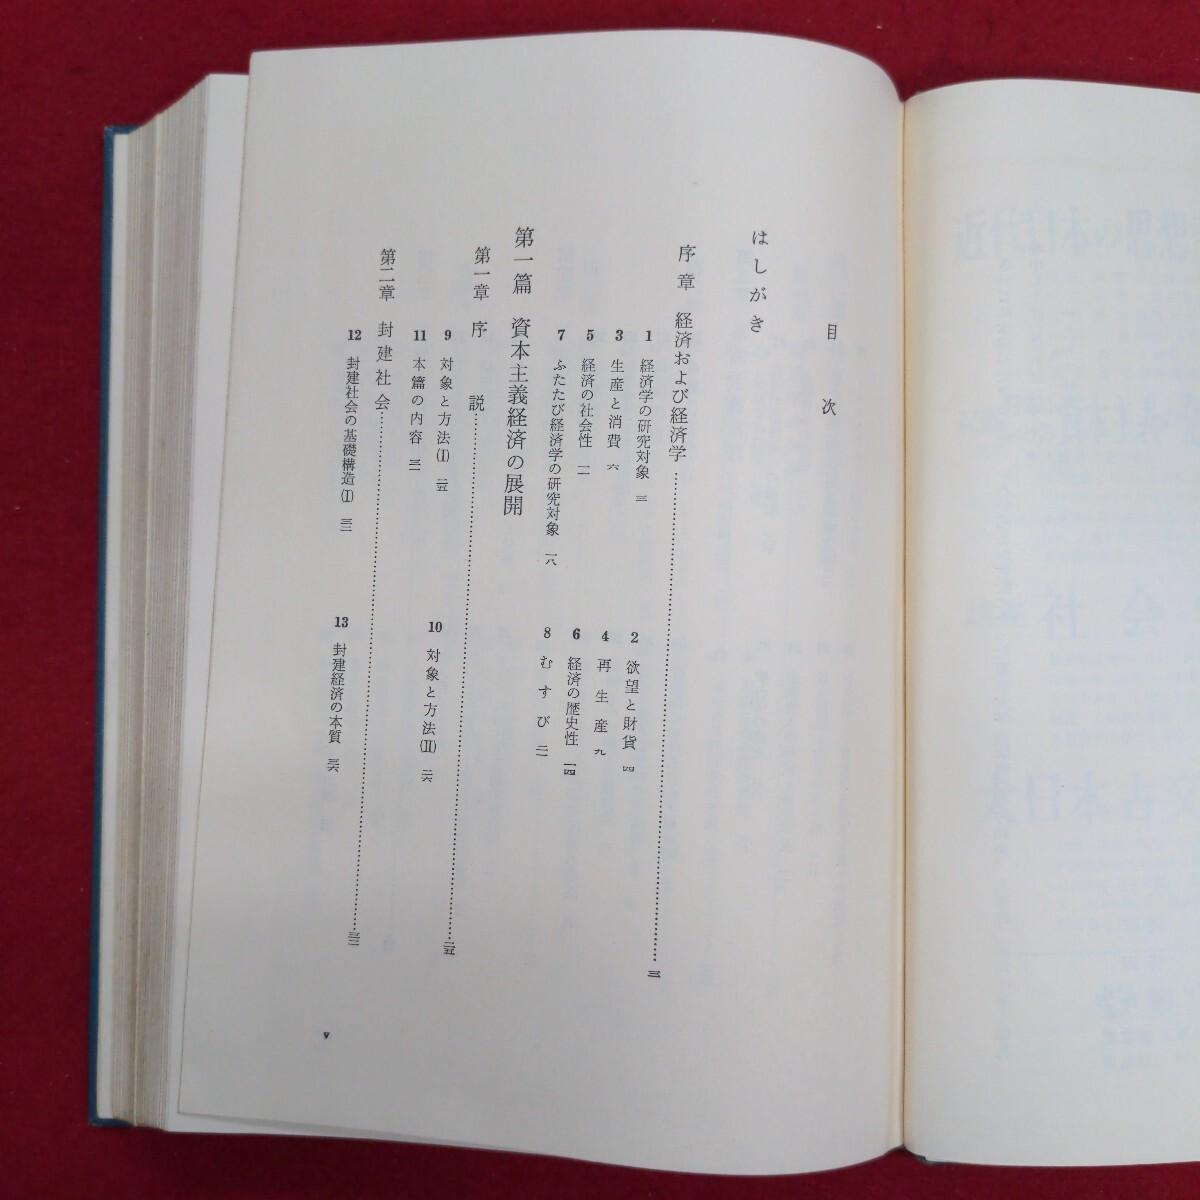 目次
はしがき
序章 経済および経済学……三
1 経済学の研究対象 三
2 欲望と財貨 四
3 生産と消費 六
4 再生産 九
5 経済の社会性 一一
6 経済の歴史性 一四
7 ふたたび経済学の研究対象 一八
8 むすび 二一
第一篇 資本主義経済の展開
第一章 序説……二五
9 対象と方法(I) 二五
10 対象と方法(II) 二六
11 本篇の内容 三一
第二章 封建社会……三二
12 封建社会の基礎構造(I) 三二
13 封建経済の本質 三六
v